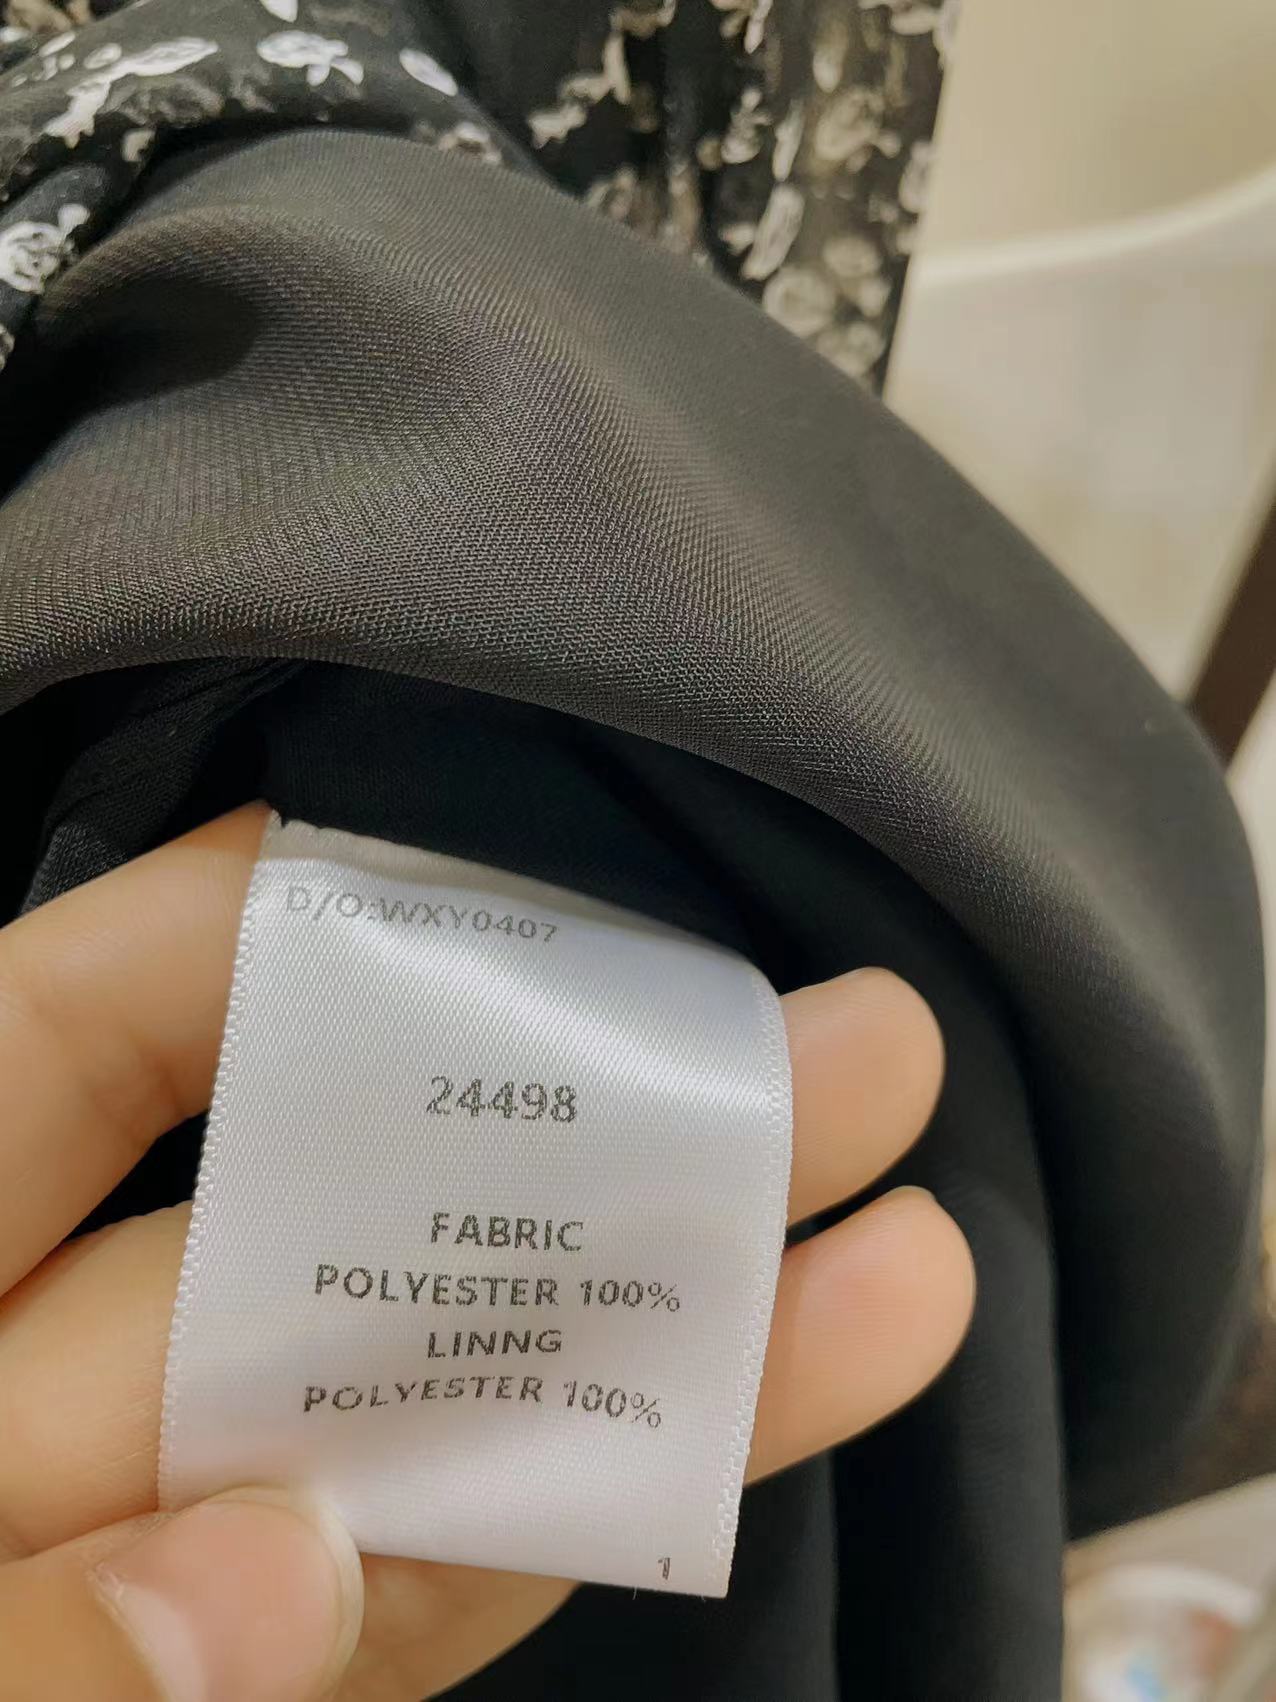 D/O:WXY0407
24498
FABRIC
POLYESTER 100%
LINNG
POLYESTER 100%
1